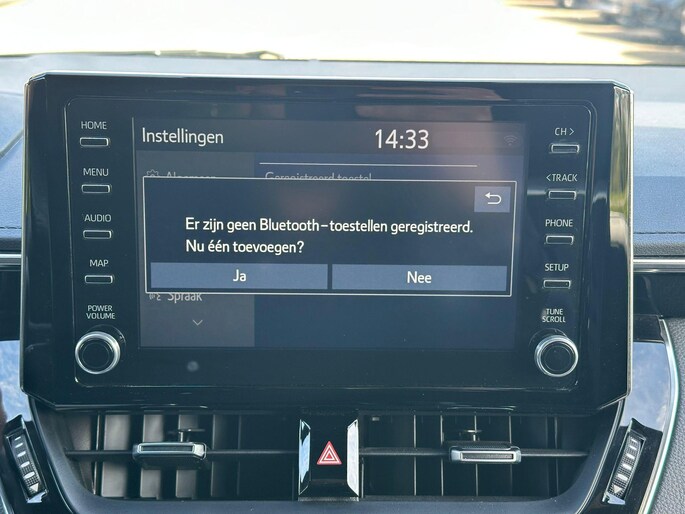 HOME
MENU
AUDIO
MAP
POWER
VOLUME
Instellingen
14:33
Algemeen
Geregistreerd toestel
Er zijn geen Bluetooth-toestellen geregistreerd.
Nu één toevoegen?
Ja
Nee
Spraak
CH >
< TRACK
PHONE
SETUP
TUNE
SCROLL